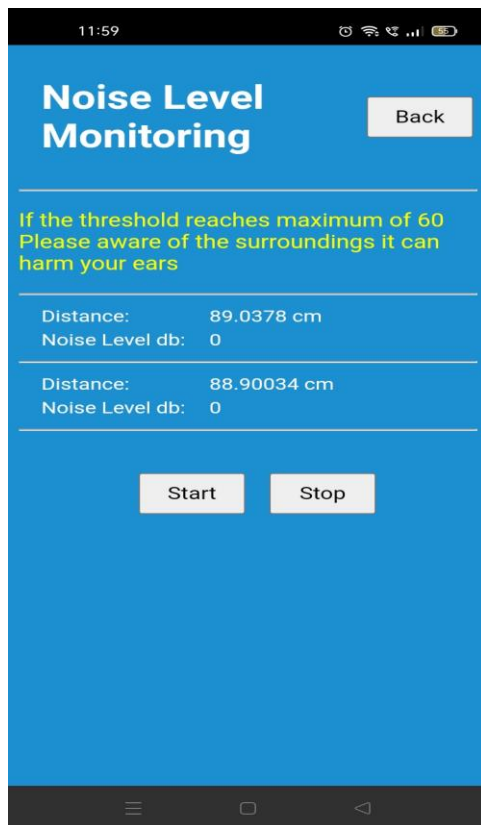 11:59
55
Noise Level
Monitoring
Back
If the threshold reaches maximum of 60
Please aware of the surroundings it can
harm your ears
Distance: 89.0378 cm
Noise Level db: 0
Distance: 88.90034 cm
Noise Level db: 0
Start Stop